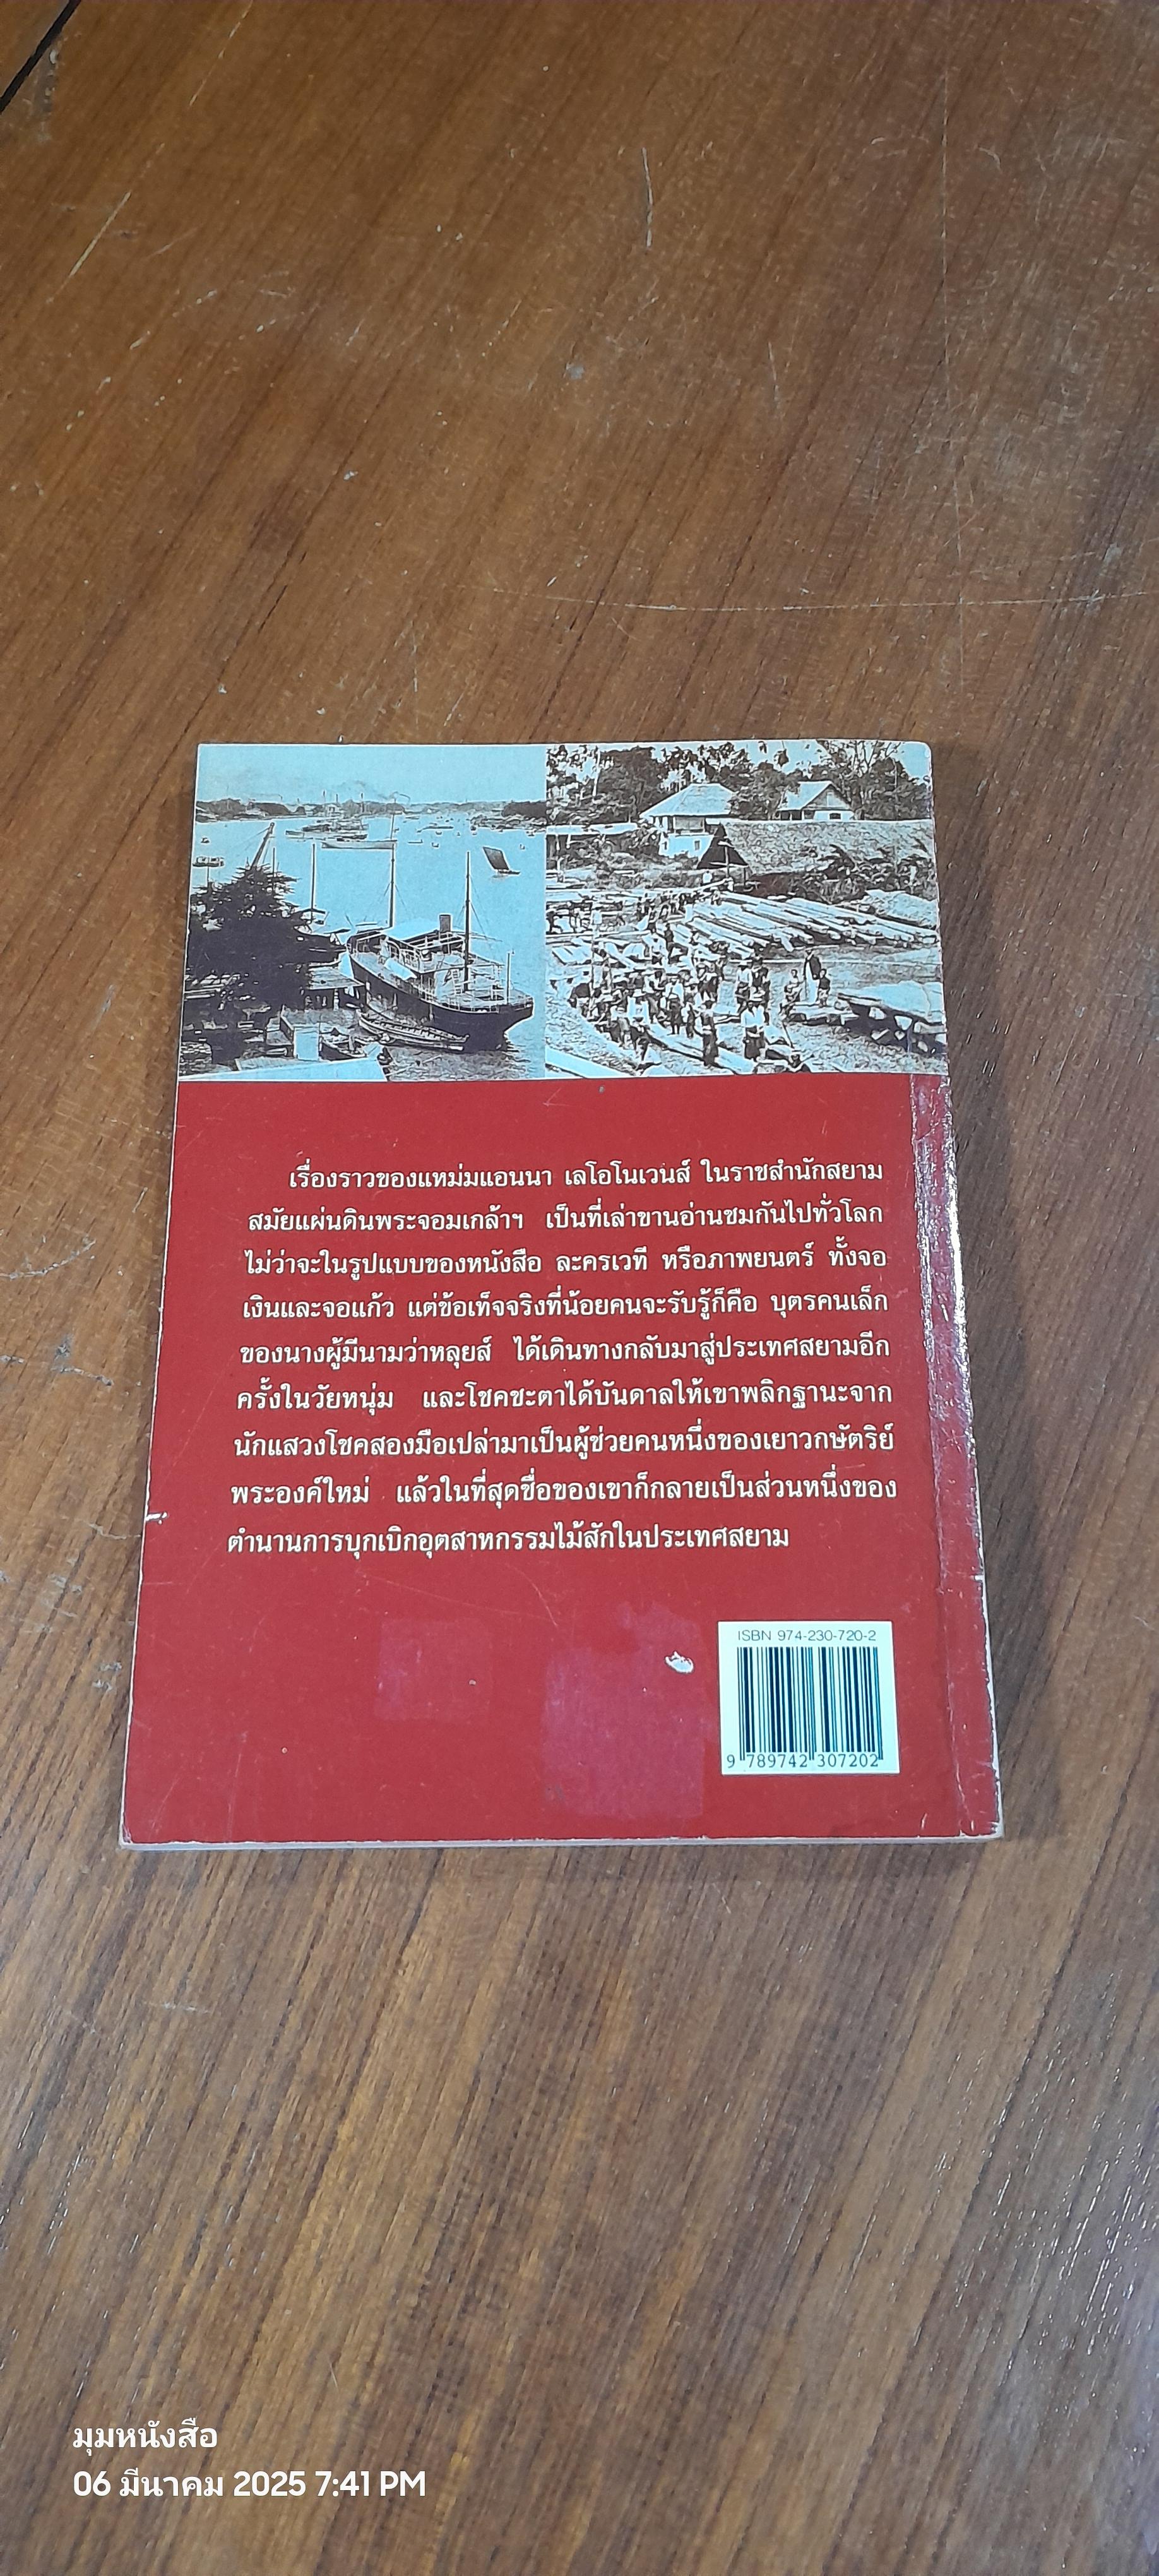 เรื่องราวของแหม่มแอนนา เลโอโนเวนส์ ในราชสำนักสยาม
สมัยแผ่นดินพระจอมเกล้าฯ เป็นที่เล่าขานอ่านชมกันไปทั่วโลก
ไม่ว่าจะในรูปแบบของหนังสือ ละครเวที หรือภาพยนตร์ ทั้งจอ
เงินและจอแก้ว แต่ข้อเท็จจริงที่น้อยคนจะรับรู้ก็คือ บุตรคนเล็ก
ของนางผู้มีนามว่าหลุยส์ ได้เดินทางกลับมาสู่ประเทศสยามอีก
ครั้งในวัยหนุ่ม และโชคชะตาได้บันดาลให้เขาพลิกฐานะจาก
นักแสวงโชคสองมือเปล่ามาเป็นผู้ช่วยคนหนึ่งของเยาวกษัตริย์
พระองค์ใหม่ แล้วในที่สุดชื่อของเขาก็กลายเป็นส่วนหนึ่งของ
ตำนานการบุกเบิกอุตสาหกรรมไม้สักในประเทศสยาม
ISBN 974-230-720-2
9 789742 307202
มุมหนังสือ
06 มีนาคม 2025 7:41 PM